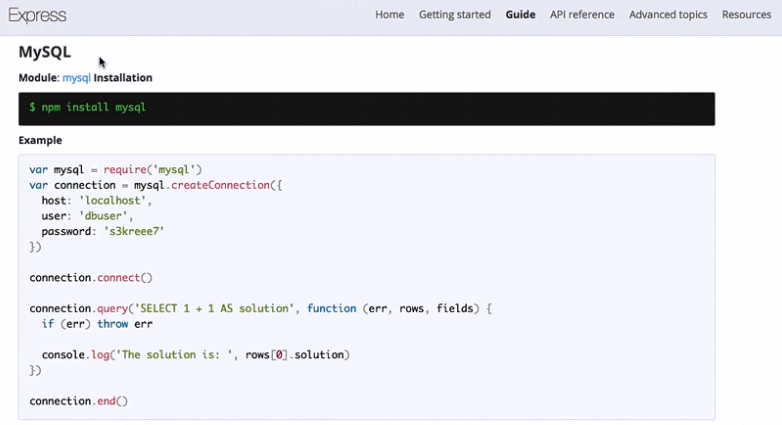 Express Home Getting started Guide API reference Advanced topics Resources
MySQL
Module: mysql Installation
$ npm install mysql
Example
var mysql = require('mysql')
var connection = mysql.createConnection({
  host: 'localhost',
  user: 'dbuser',
  password: 's3kreee7'
})
connection.connect()
connection.query('SELECT 1 + 1 AS solution', function (err, rows, fields) {
  if (err) throw err
  console.log('The solution is: ', rows[0].solution)
})
connection.end()